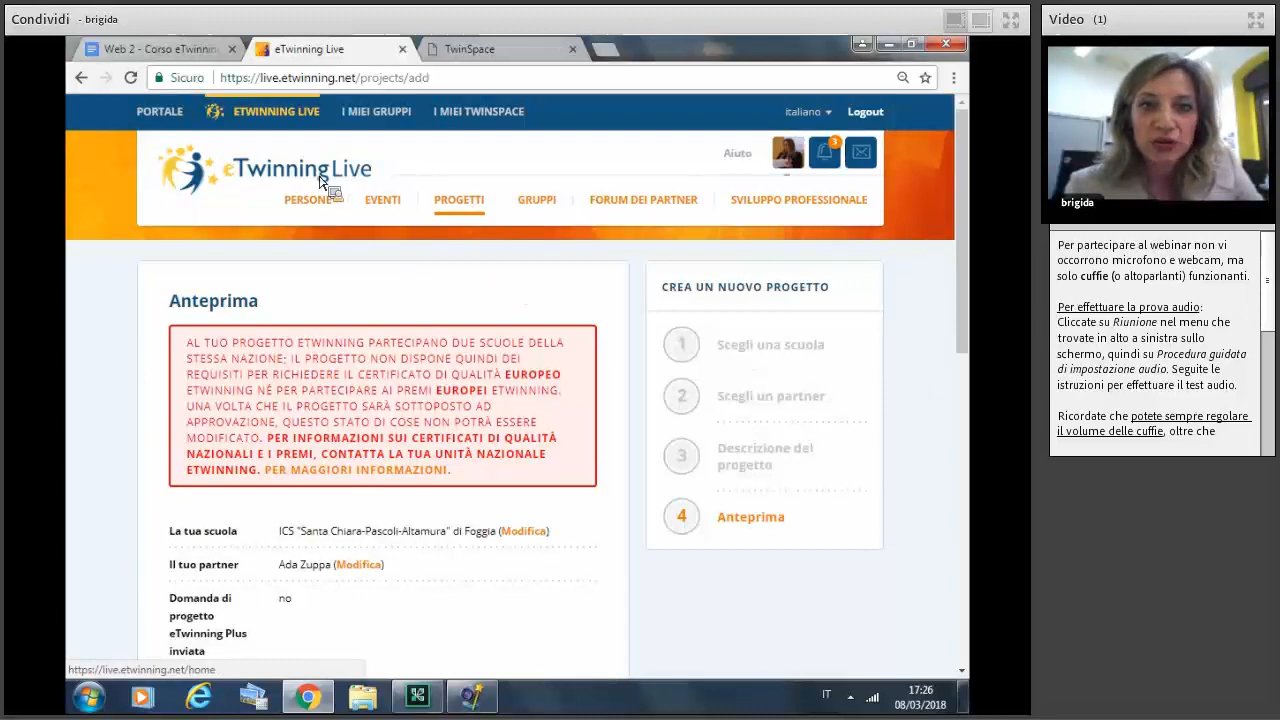 Condividi - brigida
Web 2 - Corso eTwinnin
eTwinning Live
TwinSpace
Sicuro
https://live.etwinning.net/projects/add
PORTALE
ETWINNING LIVE
I MIEI GRUPPI
I MIEI TWINSPACE
Italiano
Logout
eTwinningLive
Aiuto
3
PERSONE
EVENTI
PROGETTI
GRUPPI
FORUM DEI PARTNER
SVILUPPO PROFESSIONALE
Anteprima
AL TUO PROGETTO ETWINNING PARTECIPANO DUE SCUOLE DELLA
STESSA NAZIONE; IL PROGETTO NON DISPONE QUINDI DEI
REQUISITI PER RICHIEDERE IL CERTIFICATO DI QUALITÀ EUROPEO
ETWINNING NÉ PER PARTECIPARE AI PREMI EUROPEI ETWINNING.
UNA VOLTA CHE IL PROGETTO SARÀ SOTTOPOSTO AD
APPROVAZIONE, QUESTO STATO DI COSE NON POTRÀ ESSERE
MODIFICATO. PER INFORMAZIONI SUI CERTIFICATI DI QUALITÀ
NAZIONALI E I PREMI, CONTATTA LA TUA UNITÀ NAZIONALE
ETWINNING. PER MAGGIORI INFORMAZIONI.
La tua scuola
ICS "Santa Chiara-Pascoli-Altamura" di Foggia (Modifica)
Il tuo partner
Ada Zuppa (Modifica)
Domanda di
progetto
eTwinning Plus
inviata
no
CREA UN NUOVO PROGETTO
1 Scegli una scuola
2 Scegli un partner
3 Descrizione del
progetto
4 Anteprima
https://live.etwinning.net/home
IT
17:26
08/03/2018
Video (1)
brigida
Per partecipare al webinar non vi
occorrono microfono e webcam, ma
solo cuffie (o altoparlanti) funzionanti.
Per effettuare la prova audio:
Cliccate su Riunione nel menu che
trovate in alto a sinistra sullo
schermo, quindi su Procedura guidata
di impostazione audio. Seguite le
istruzioni per effettuare il test audio.
Ricordate che potete sempre regolare
il volume delle cuffie, oltre che